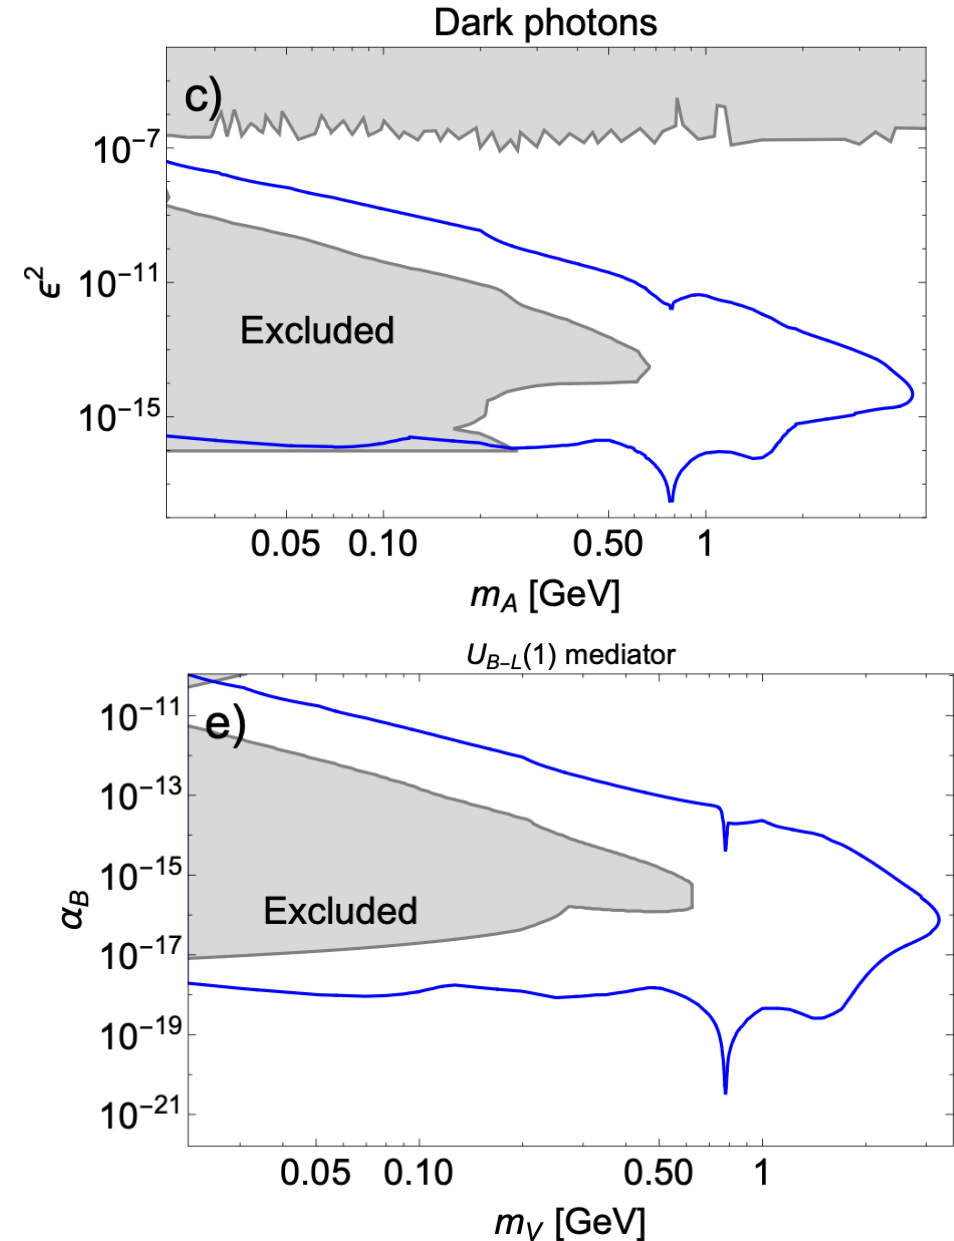 Dark photons
c)
10⁻⁷
10⁻¹¹
10⁻¹⁵
ϵ²
Excluded
0.05 0.10 0.50 1
m_A [GeV]
U_{B−L}(1) mediator
e)
10⁻¹¹
10⁻¹³
10⁻¹⁵
10⁻¹⁷
10⁻¹⁹
10⁻²¹
α_B
Excluded
0.05 0.10 0.50 1
m_V [GeV]